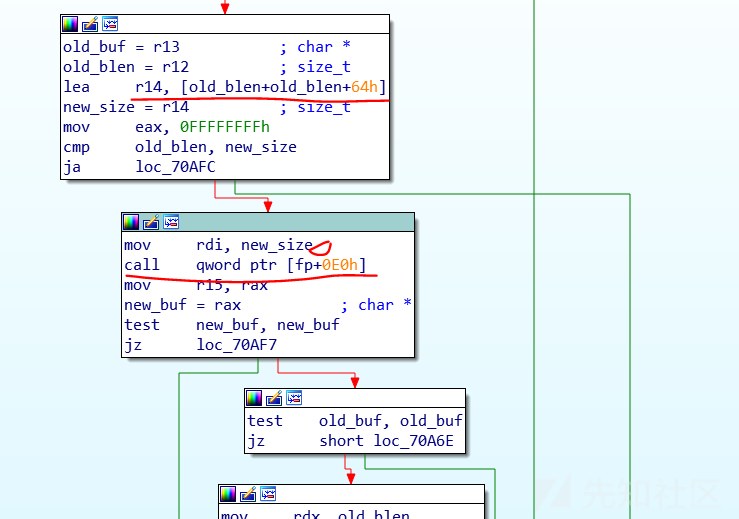 old_buf = r13 ; char *
old_blen = r12 ; size_t
lea r14, [old_blen+old_blen+64h]
new_size = r14 ; size_t
mov eax, 0FFFFFFFFh
cmp old_blen, new_size
ja loc_70AFC
mov rdi, new_size
call qword ptr [fp+0E0h]
mov r15, rax
new_buf = rax ; char *
test new_buf, new_buf
jz loc_70AF7
test old_buf, old_buf
jz short loc_70A6E
mov rdx, old_blen
先知社区